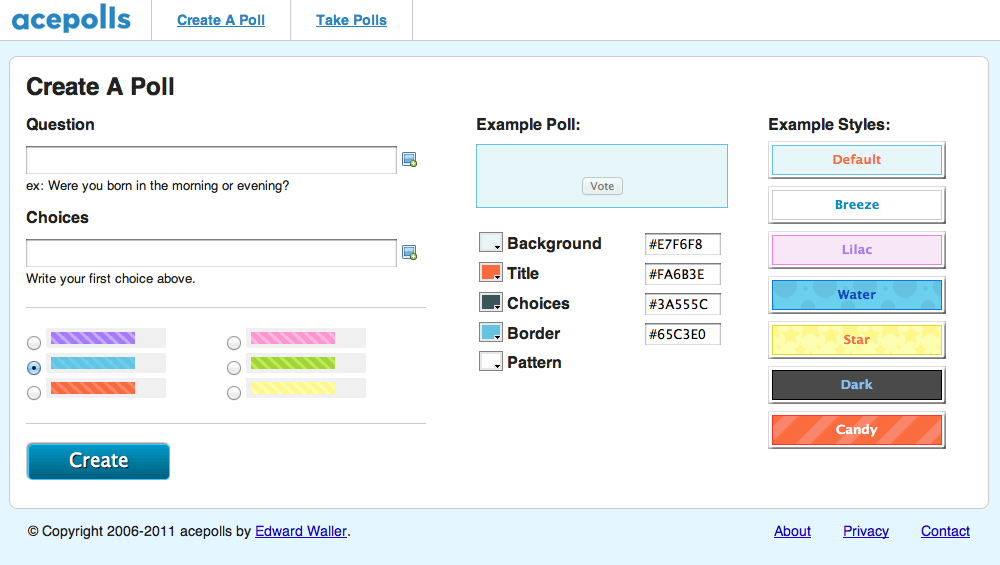 acepolls
Create A Poll
Take Polls
Create A Poll
Question
ex: Were you born in the morning or evening?
Choices
Write your first choice above.
Create
Example Poll:
Vote
Background #E7F6F8
Title #FA6B3E
Choices #3A555C
Border #65C3E0
Pattern
Example Styles:
Default
Breeze
Lilac
Water
Star
Dark
Candy
© Copyright 2006-2011 acepolls by Edward Waller.
About
Privacy
Contact